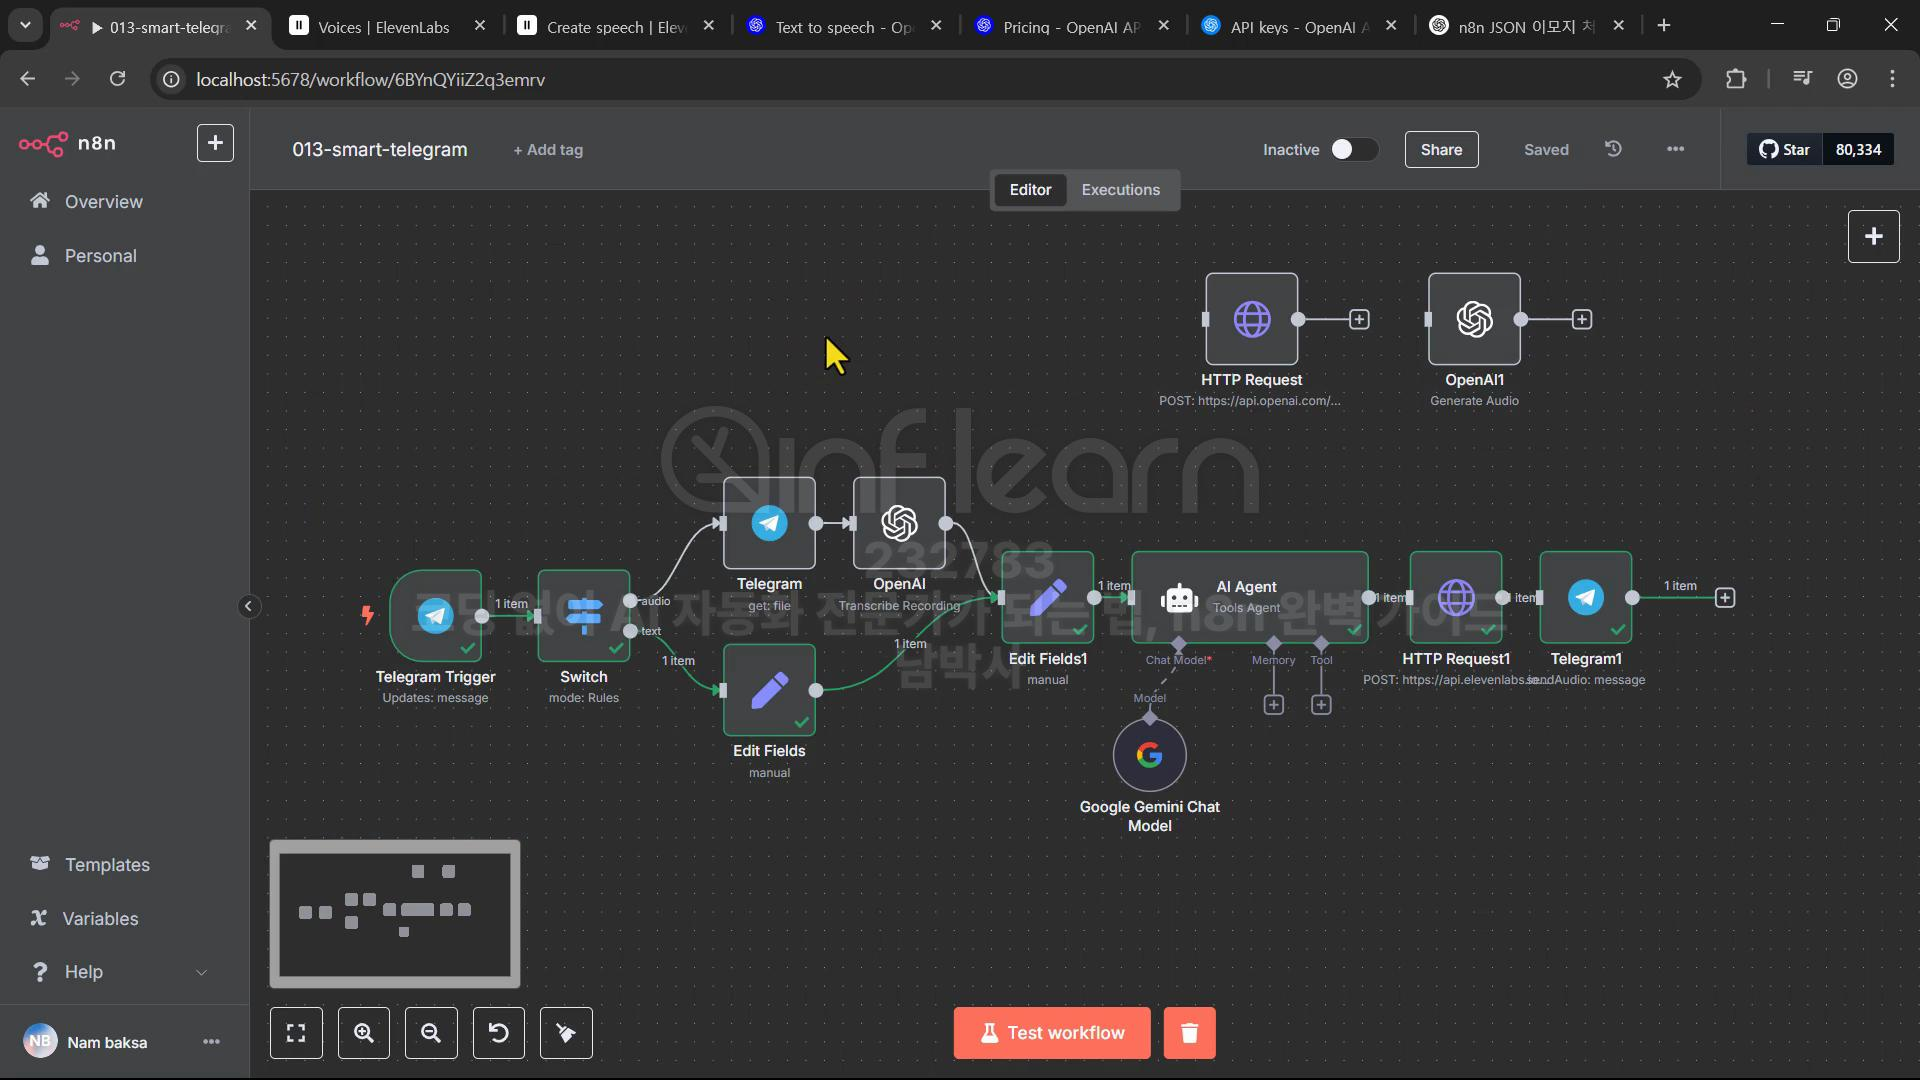 013-smart-telegra
Voices | ElevenLabs
Create speech | Elev
Text to speech - Op
Pricing - OpenAI AP
API keys - OpenAI A
n8n JSON 이모지 처
localhost:5678/workflow/6BYnQYiiZ2q3emrv
n8n
013-smart-telegram
+ Add tag
Inactive
Share
Saved
Star
80,334
Editor
Executions
Overview
Personal
HTTP Request
POST: https://api.openai.com/...
OpenAI1
Generate Audio
inflearn
232783
코딩 없이 AI 자동화 전문가가 되는 법, n8n 완벽 가이드
남박사
Telegram
get: file
OpenAI
Transcribe Recording
1 item
audio
text
1 item
1 item
1 item
1 item
item
1 item
AI Agent
Tools Agent
Telegram Trigger
Updates: message
Switch
mode: Rules
Edit Fields
manual
Edit Fields1
manual
Chat Model*
Memory
Tool
Model
HTTP Request1
POST: https://api.elevenlabs.io...
Telegram1
sendAudio: message
Google Gemini Chat
Model
Templates
Variables
Help
NB
Nam baksa
Test workflow